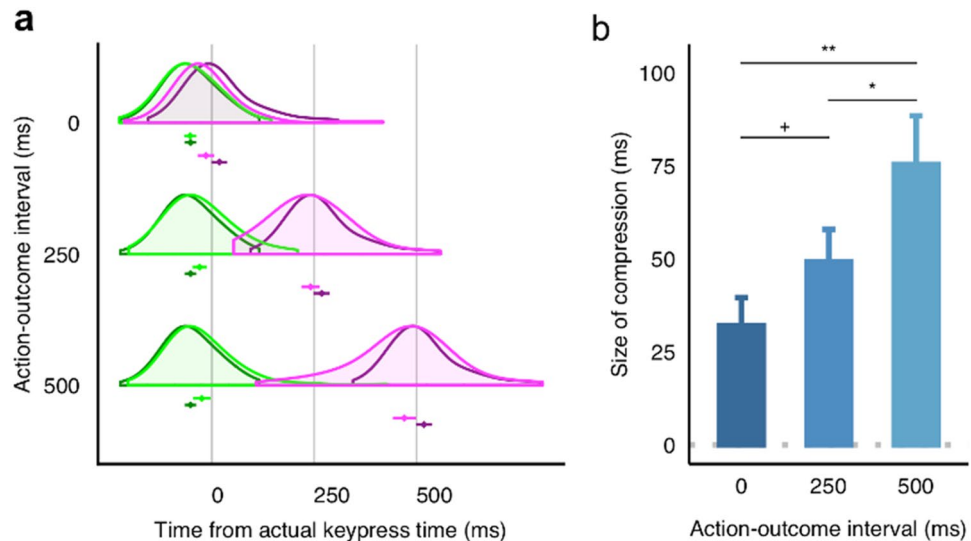 a
Action-outcome interval (ms)
0
250
500
0 250 500
Time from actual keypress time (ms)
b
Size of compression (ms)
100
75
50
25
0
**
*
+
0 250 500
Action-outcome interval (ms)